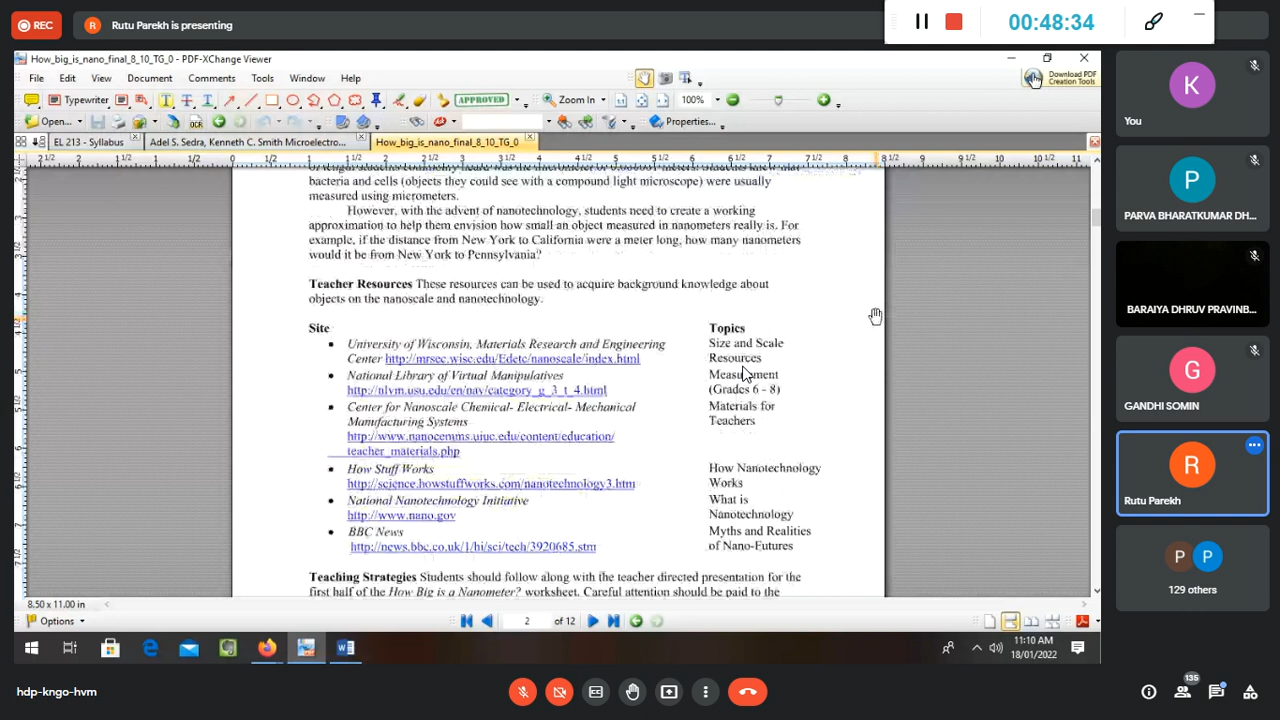 REC
Rutu Parekh is presenting
00:48:34
How_big_is_nano_final_8_10_TG_0 - PDF-XChange Viewer
File Edit View Document Comments Tools Window Help
Download PDF
Creation Tools
Typewriter
APPROVED
Zoom In
100%
Open...
OCR
Properties...
EL 213 - Syllabus
Adel S. Sedra, Kenneth C. Smith Microelectro...
How_big_is_nano_final_8_10_TG_0
bacteria and cells (objects they could see with a compound light microscope) were usually
measured using micrometers.
However, with the advent of nanotechnology, students need to create a working
approximation to help them envision how small an object measured in nanometers really is. For
example, if the distance from New York to California were a meter long, how many nanometers
would it be from New York to Pennsylvania?
Teacher Resources These resources can be used to acquire background knowledge about
objects on the nanoscale and nanotechnology.
Site Topics
University of Wisconsin, Materials Research and Engineering Size and Scale
Center http://mrsec.wisc.edu/Edetc/nanoscale/index.html Resources
National Library of Virtual Manipulatives Measurement
http://nlvm.usu.edu/en/nav/category_g_3_t_4.html (Grades 6 - 8)
Center for Nanoscale Chemical- Electrical- Mechanical Materials for
Manufacturing Systems Teachers
http://www.nanocemms.uiuc.edu/content/education/
teacher_materials.php
How Stuff Works How Nanotechnology
http://science.howstuffworks.com/nanotechnology3.htm Works
National Nanotechnology Initiative What is
http://www.nano.gov Nanotechnology
BBC News Myths and Realities
http://news.bbc.co.uk/1/hi/sci/tech/3920685.stm of Nano-Futures
Teaching Strategies Students should follow along with the teacher directed presentation for the
first half of the How Big is a Nanometer? worksheet. Careful attention should be paid to the
8.50 x 11.00 in
Options
2 of 12
11:10 AM
18/01/2022
K
You
P
PARVA BHARATKUMAR DH...
BARAIYA DHRUV PRAVINB...
G
GANDHI SOMIN
R
Rutu Parekh
P P
129 others
hdp-kngo-hvm
135